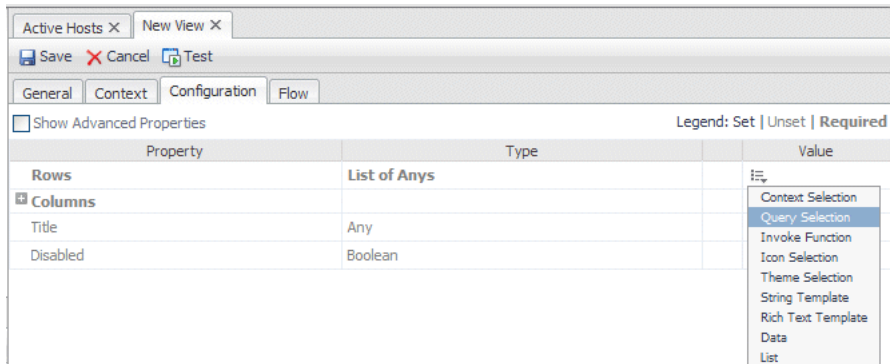 Active Hosts X New View X
Save Cancel Test
General Context Configuration Flow
Show Advanced Properties Legend: Set | Unset | Required
Property Type Value
Rows List of Anys
Columns
Title Any
Disabled Boolean
Context Selection
Query Selection
Invoke Function
Icon Selection
Theme Selection
String Template
Rich Text Template
Data
List